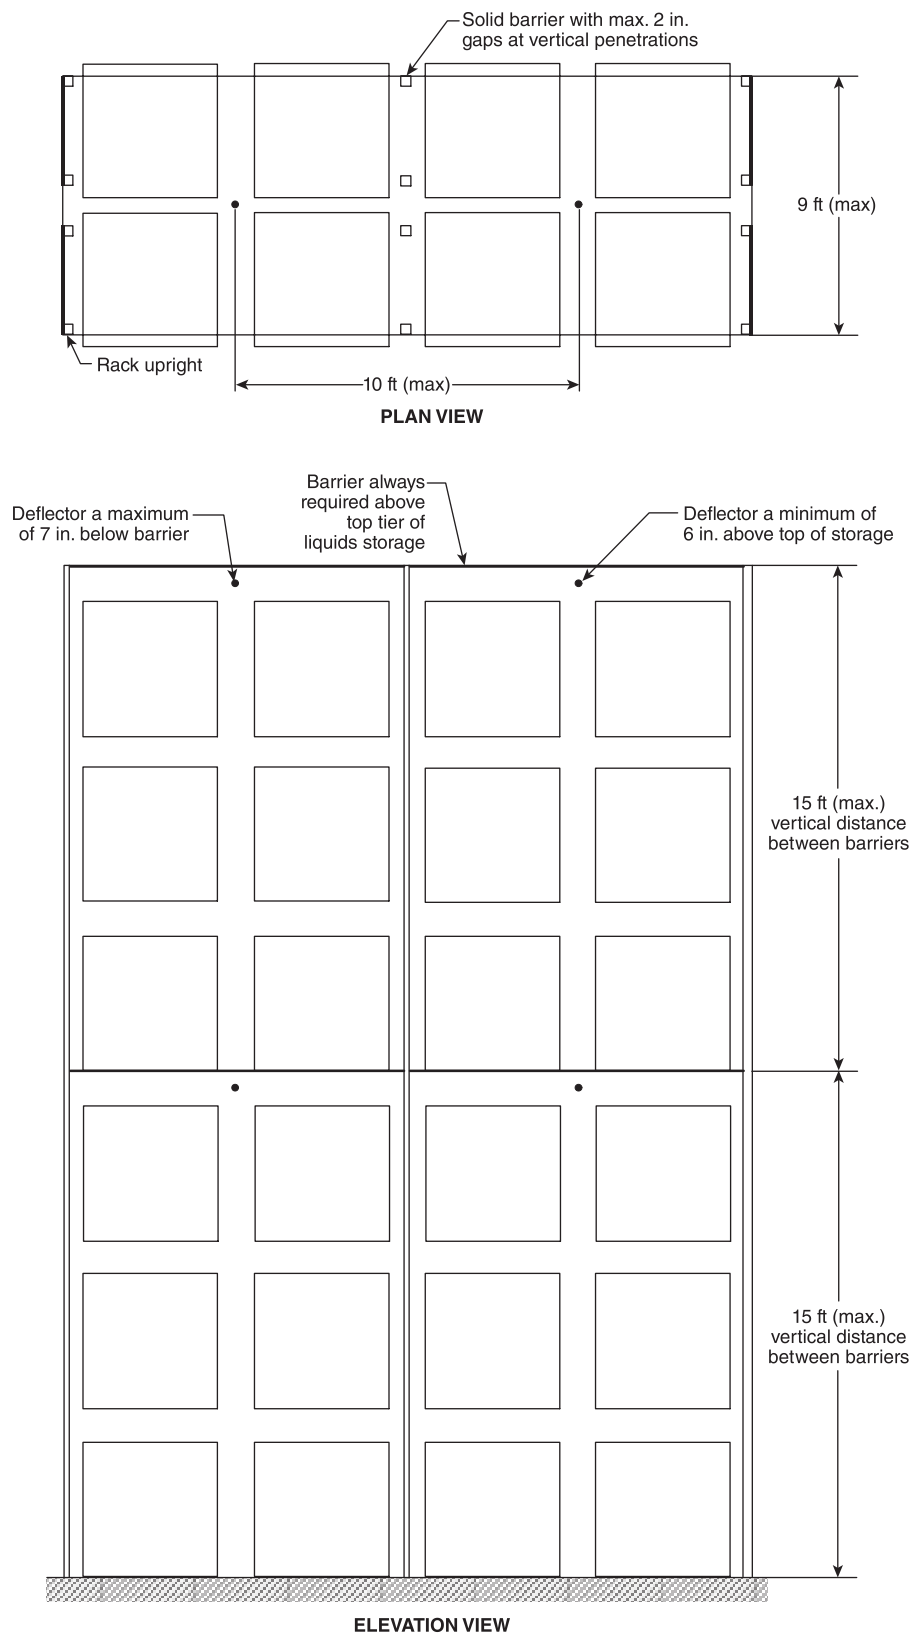 Solid barrier with max. 2 in.
gaps at vertical penetrations
9 ft (max)
Rack upright
10 ft (max)
PLAN VIEW
Barrier always
required above
top tier of
liquids storage
Deflector a maximum
of 7 in. below barrier
Deflector a minimum of
6 in. above top of storage
15 ft (max.)
vertical distance
between barriers
15 ft (max.)
vertical distance
between barriers
ELEVATION VIEW